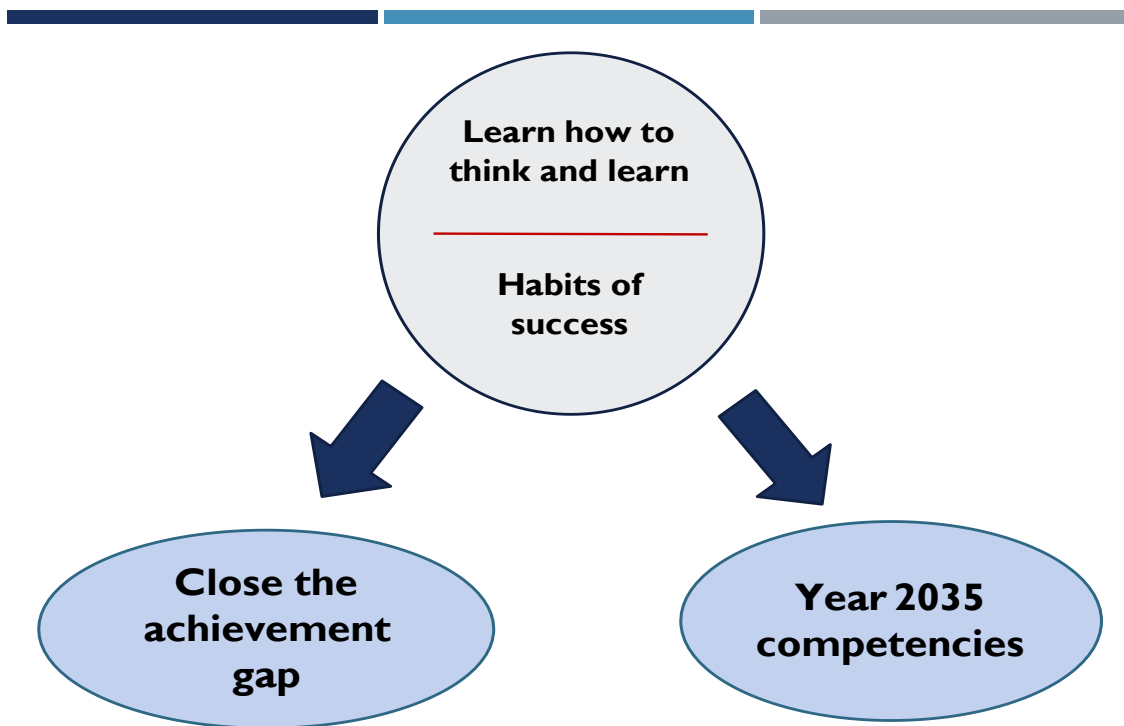 Learn how to
think and learn
Habits of
success
Close the
achievement
gap
Year 2035
competencies